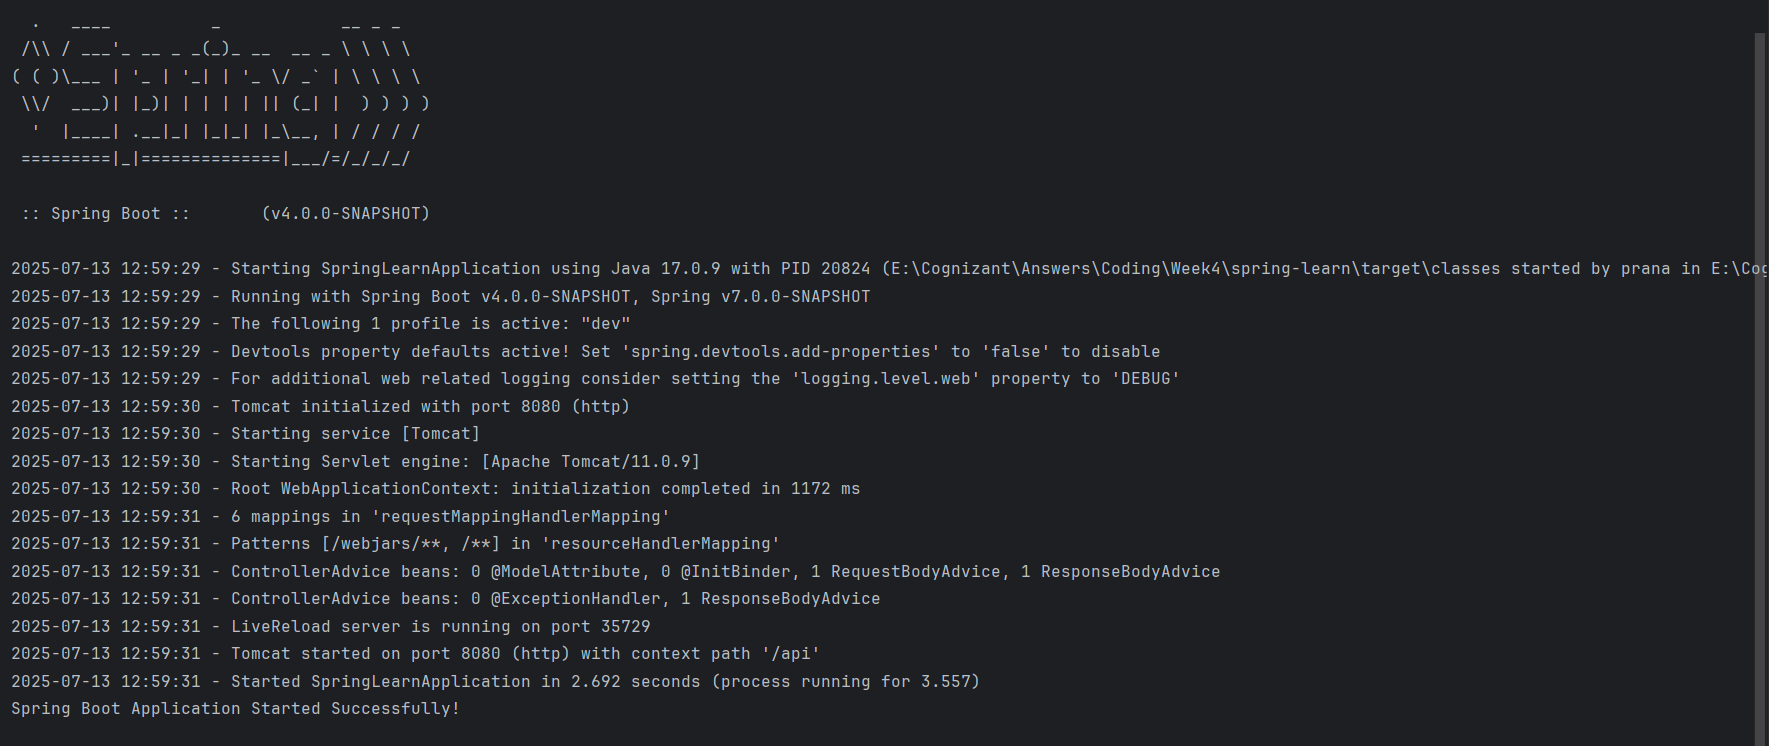 .   ____          _            __ _ _
 /\\ / ___'_ __ _ _(_)_ __  __ _ \ \ \ \
( ( )\___ | '_ | '_| | '_ \/ _` | \ \ \ \
 \\/  ___)| |_)| | | | | || (_| |  ) ) ) )
  '  |____| .__|_| |_|_| |_\__, | / / / /
 =========|_|==============|___/=/_/_/_/
 :: Spring Boot ::       (v4.0.0-SNAPSHOT)
2025-07-13 12:59:29 - Starting SpringLearnApplication using Java 17.0.9 with PID 20824 (E:\Cognizant\Answers\Coding\Week4\spring-learn\target\classes started by prana in E:\Cog
2025-07-13 12:59:29 - Running with Spring Boot v4.0.0-SNAPSHOT, Spring v7.0.0-SNAPSHOT
2025-07-13 12:59:29 - The following 1 profile is active: "dev"
2025-07-13 12:59:29 - Devtools property defaults active! Set 'spring.devtools.add-properties' to 'false' to disable
2025-07-13 12:59:29 - For additional web related logging consider setting the 'logging.level.web' property to 'DEBUG'
2025-07-13 12:59:30 - Tomcat initialized with port 8080 (http)
2025-07-13 12:59:30 - Starting service [Tomcat]
2025-07-13 12:59:30 - Starting Servlet engine: [Apache Tomcat/11.0.9]
2025-07-13 12:59:30 - Root WebApplicationContext: initialization completed in 1172 ms
2025-07-13 12:59:31 - 6 mappings in 'requestMappingHandlerMapping'
2025-07-13 12:59:31 - Patterns [/webjars/**, /**] in 'resourceHandlerMapping'
2025-07-13 12:59:31 - ControllerAdvice beans: 0 @ModelAttribute, 0 @InitBinder, 1 RequestBodyAdvice, 1 ResponseBodyAdvice
2025-07-13 12:59:31 - ControllerAdvice beans: 0 @ExceptionHandler, 1 ResponseBodyAdvice
2025-07-13 12:59:31 - LiveReload server is running on port 35729
2025-07-13 12:59:31 - Tomcat started on port 8080 (http) with context path '/api'
2025-07-13 12:59:31 - Started SpringLearnApplication in 2.692 seconds (process running for 3.557)
Spring Boot Application Started Successfully!